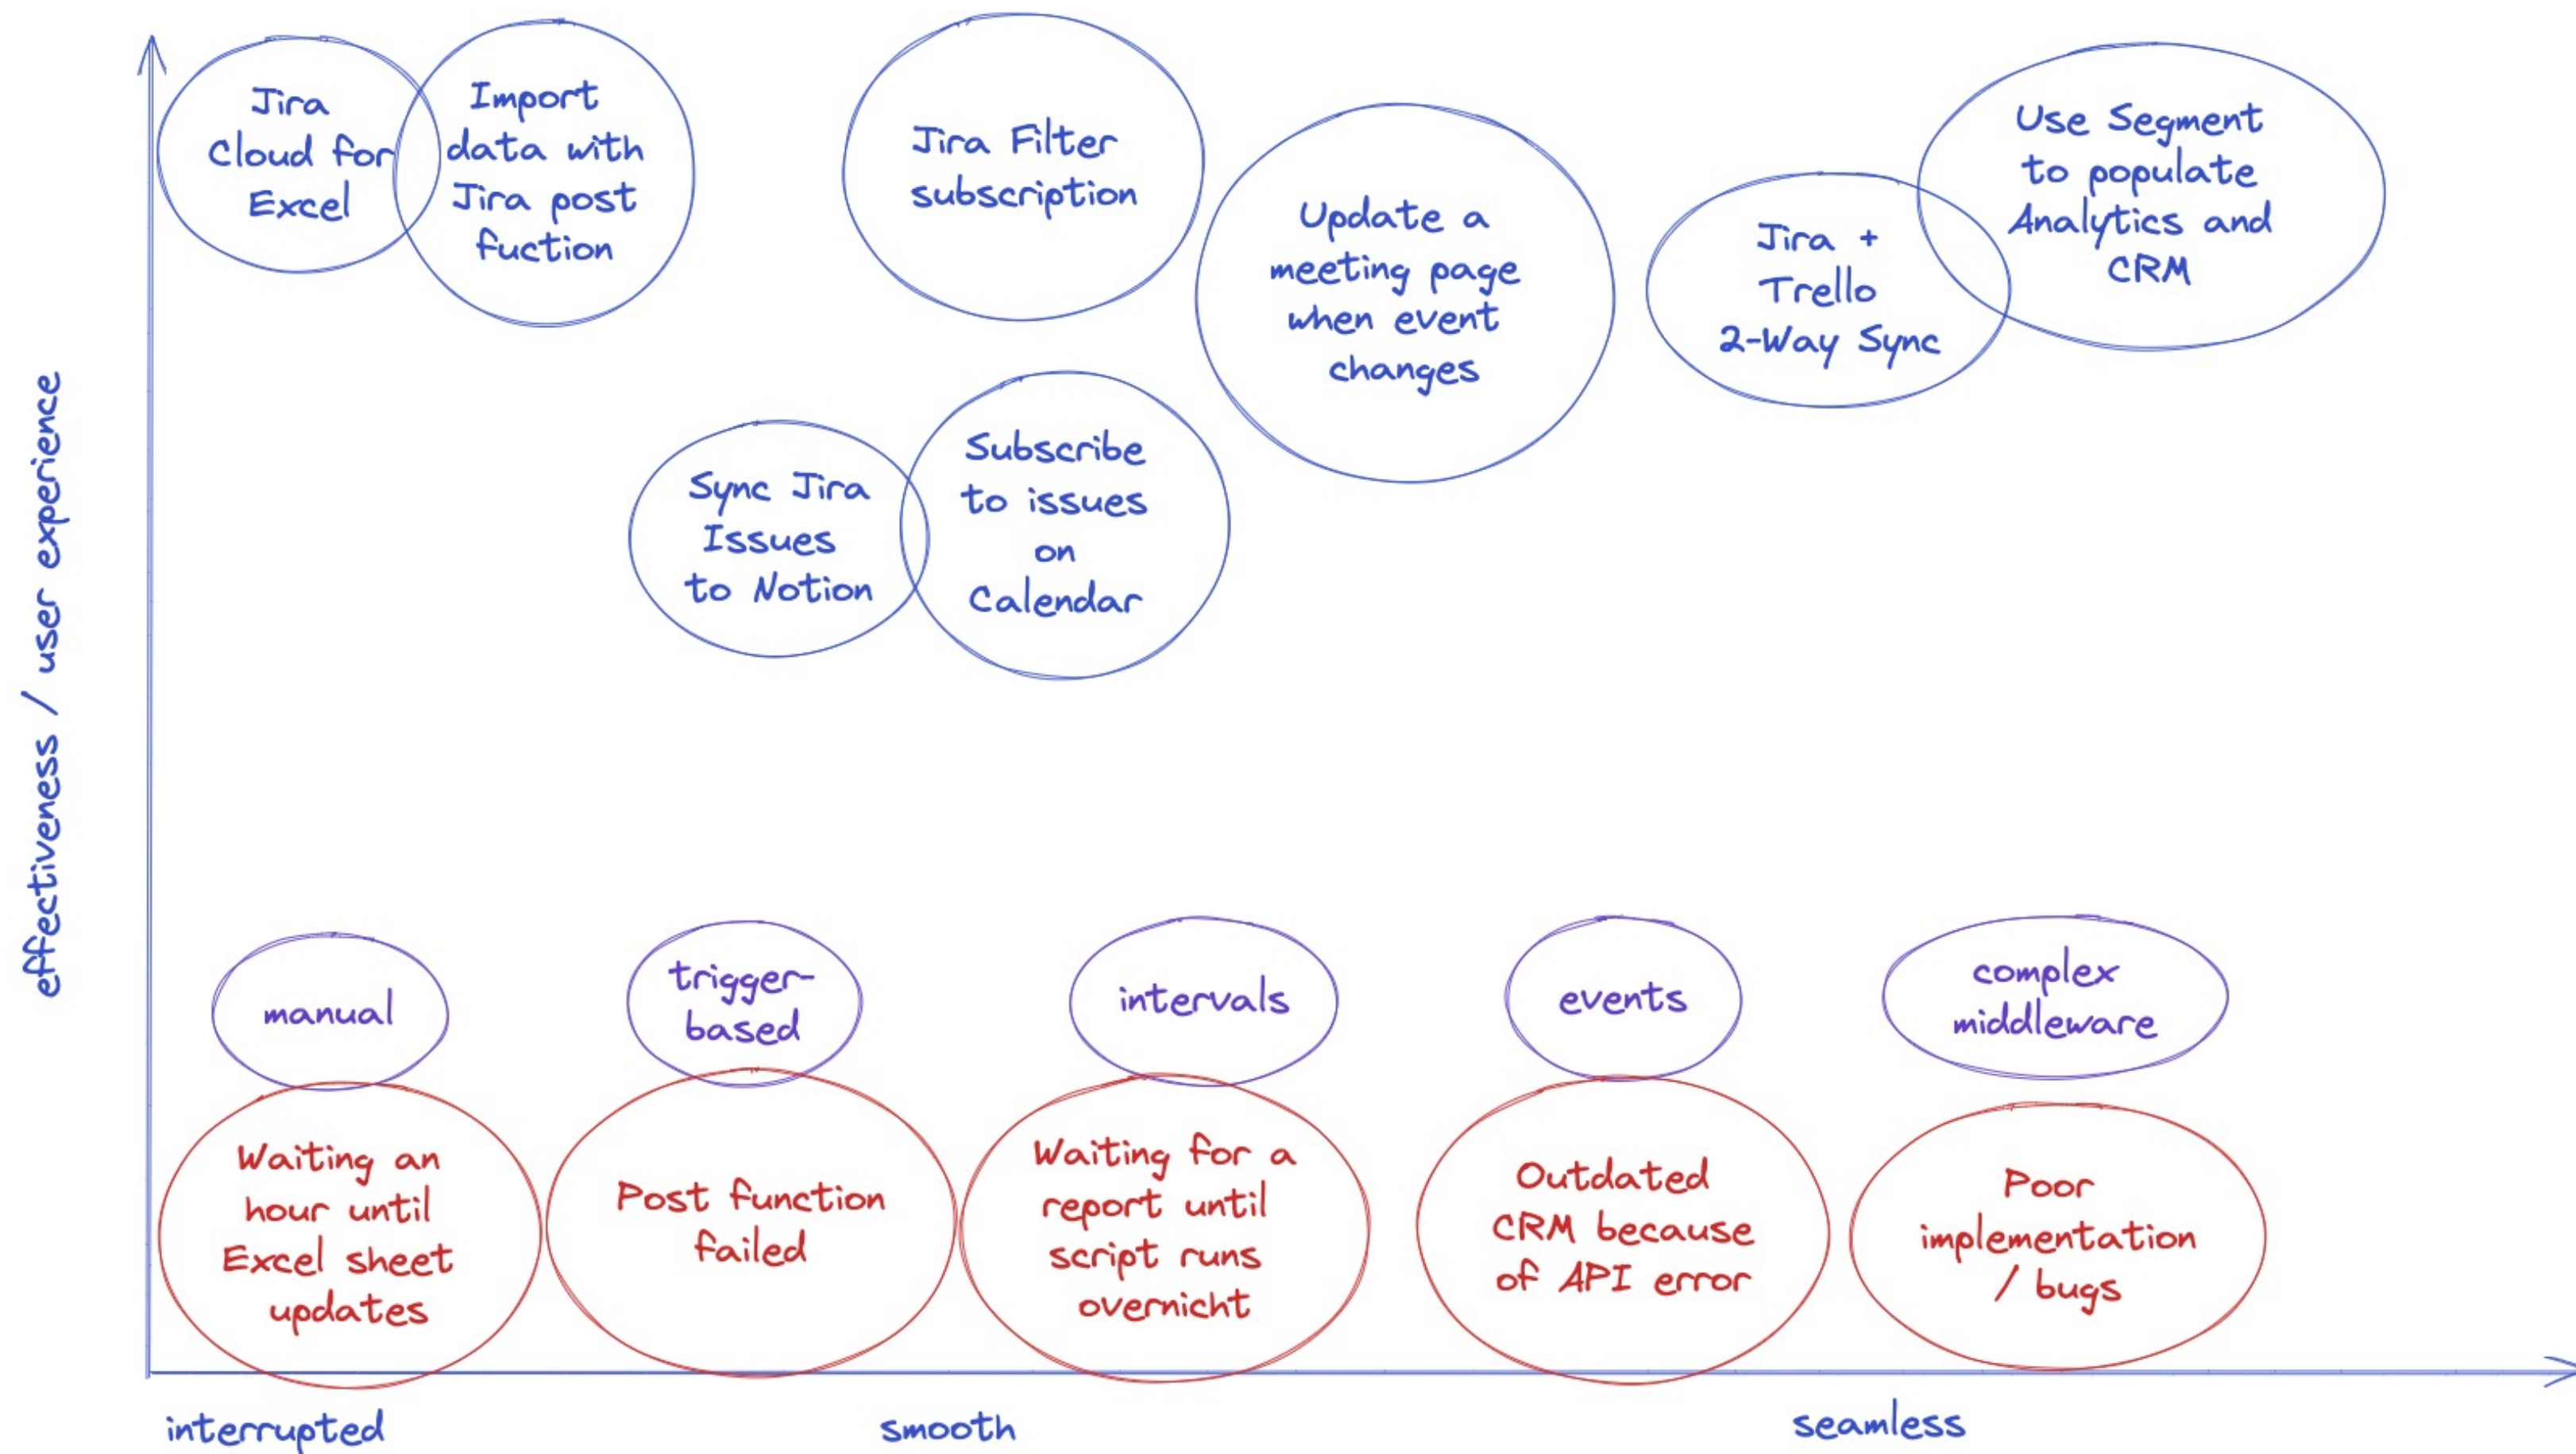 Jira
Cloud for
Excel
Import
data with
Jira post
fuction
Jira Filter
subscription
Update a
meeting page
when event
changes
Jira +
Trello
2-Way Sync
Use Segment
to populate
Analytics and
CRM
Sync Jira
Issues
to Notion
Subscribe
to issues
on
Calendar
effectiveness / user experience
manual
trigger-
based
intervals
events
complex
middleware
Waiting an
hour until
Excel sheet
updates
Post function
failed
Waiting for a
report until
script runs
overnicht
Outdated
CRM because
of API error
Poor
implementation
/ bugs
interrupted
smooth
seamless